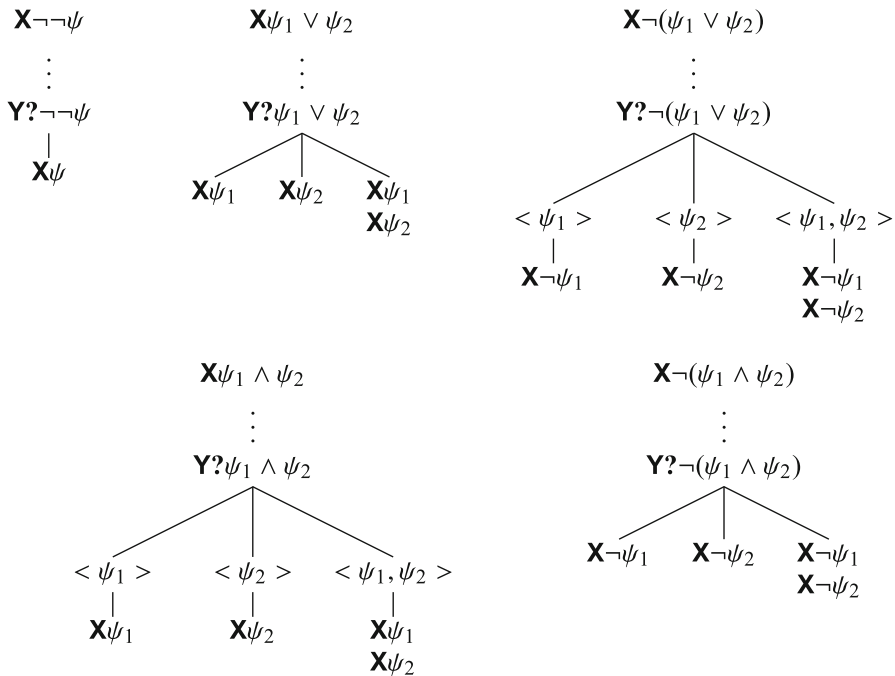 X¬¬ψ
⋮
Y?¬¬ψ
Xψ
Xψ₁ ∨ ψ₂
⋮
Y?ψ₁ ∨ ψ₂
Xψ₁ Xψ₂ Xψ₁
Xψ₂
X¬(ψ₁ ∨ ψ₂)
⋮
Y?¬(ψ₁ ∨ ψ₂)
< ψ₁ > < ψ₂ > < ψ₁, ψ₂ >
X¬ψ₁ X¬ψ₂ X¬ψ₁
X¬ψ₂
Xψ₁ ∧ ψ₂
⋮
Y?ψ₁ ∧ ψ₂
< ψ₁ > < ψ₂ > < ψ₁, ψ₂ >
Xψ₁ Xψ₂ Xψ₁
Xψ₂
X¬(ψ₁ ∧ ψ₂)
⋮
Y?¬(ψ₁ ∧ ψ₂)
X¬ψ₁ X¬ψ₂ X¬ψ₁
X¬ψ₂